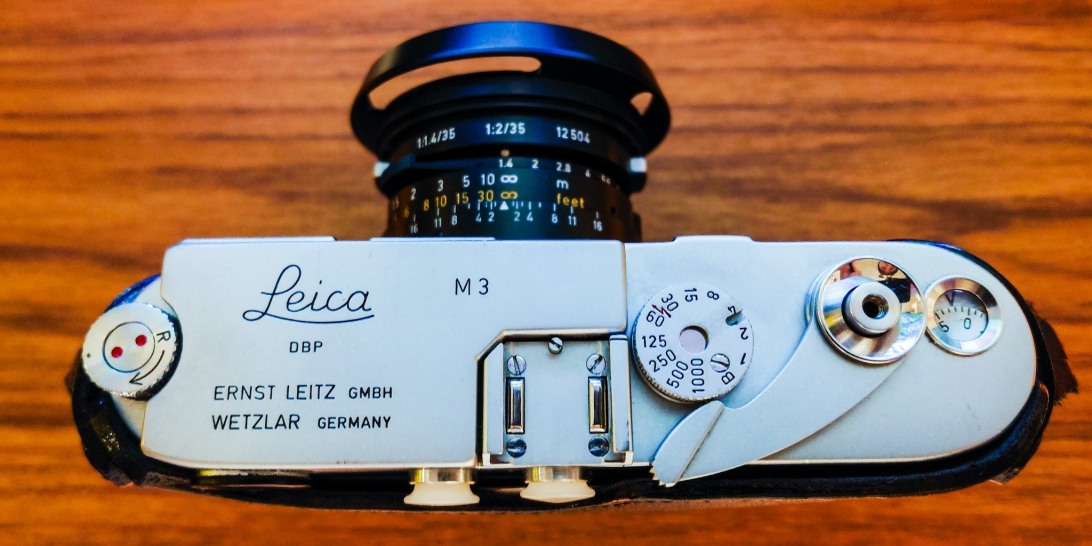 1:1.4/35 1:2/35 12504
1.4 2 2.8 4
2 3 5 10 ∞ m
8 10 15 30 ∞ feet
16 11 8 4 2 2 4 8 11 16
Leica M3
DBP
ERNST LEITZ GMBH
WETZLAR GERMANY
R
B 1 2 4 8 15 30 60 125 250 500 1000
5 0